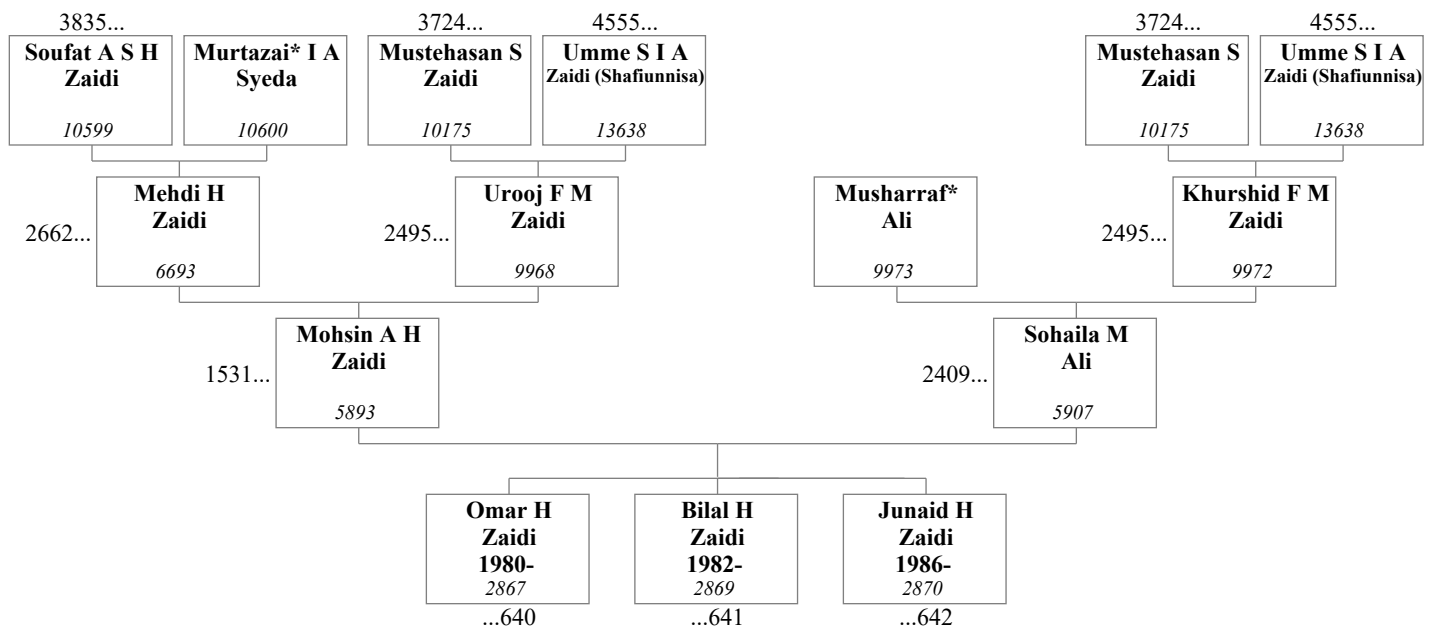 3835...
3724...
4555...
3724...
4555...
Soufat A S H
Zaidi
10599
Murtazai* I A
Syeda
10600
Mustehasan S
Zaidi
10175
Umme S I A
Zaidi (Shafiunnisa)
13638
Mustehasan S
Zaidi
10175
Umme S I A
Zaidi (Shafiunnisa)
13638
2662...
Mehdi H
Zaidi
6693
2495...
Urooj F M
Zaidi
9968
Musharraf*
Ali
9973
2495...
Khurshid F M
Zaidi
9972
1531...
Mohsin A H
Zaidi
5893
2409...
Sohaila M
Ali
5907
Omar H
Zaidi
1980-
2867
...640
Bilal H
Zaidi
1982-
2869
...641
Junaid H
Zaidi
1986-
2870
...642